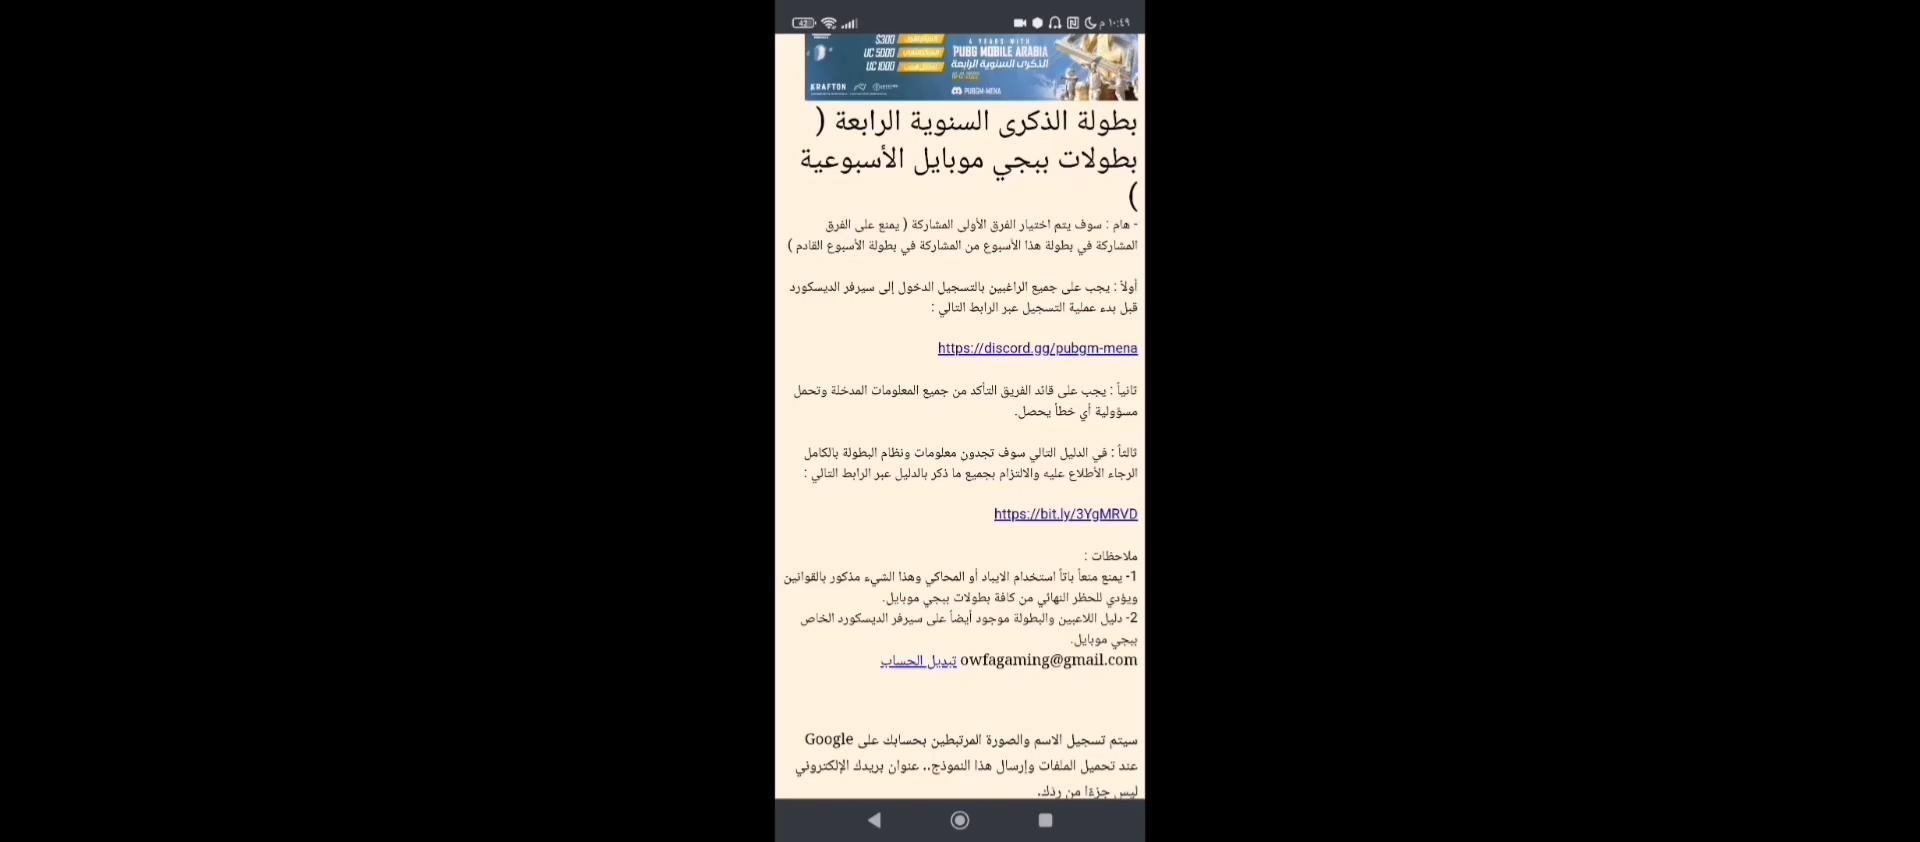 42
١٠:٤٩ م
$300
UC 5000
UC 1000
4 YEARS WITH
PUBG MOBILE ARABIA
الذكرى السنوية الرابعة
KRAFTON
PUBGM-MENA
بطولة الذكرى السنوية الرابعة (
بطولات ببجي موبايل الأسبوعية
)
- هام : سوف يتم اختيار الفرق الأولى المشاركة ( يمنع على الفرق
المشاركة في بطولة هذا الأسبوع من المشاركة في بطولة الأسبوع القادم )
أولاً : يجب على جميع الراغبين بالتسجيل الدخول إلى سيرفر الديسكورد
قبل بدء عملية التسجيل عبر الرابط التالي :
https://discord.gg/pubgm-mena
ثانياً : يجب على قائد الفريق التأكد من جميع المعلومات المدخلة وتحمل
مسؤولية أي خطأ يحصل.
ثالثاً : في الدليل التالي سوف تجدون معلومات ونظام البطولة بالكامل
الرجاء الأطلاع عليه والالتزام بجميع ما ذكر بالدليل عبر الرابط التالي :
https://bit.ly/3YgMRVD
ملاحظات :
1- يمنع منعاً باتاً استخدام الايباد أو المحاكي وهذا الشيء مذكور بالقوانين
ويؤدي للحظر النهائي من كافة بطولات ببجي موبايل.
2- دليل اللاعبين والبطولة موجود أيضاً على سيرفر الديسكورد الخاص
ببجي موبايل.
owfagaming@gmail.com تبديل الحساب
سيتم تسجيل الاسم والصورة المرتبطين بحسابك على Google
عند تحميل الملفات وإرسال هذا النموذج.. عنوان بريدك الإلكتروني
ليس جزءًا من ردك.